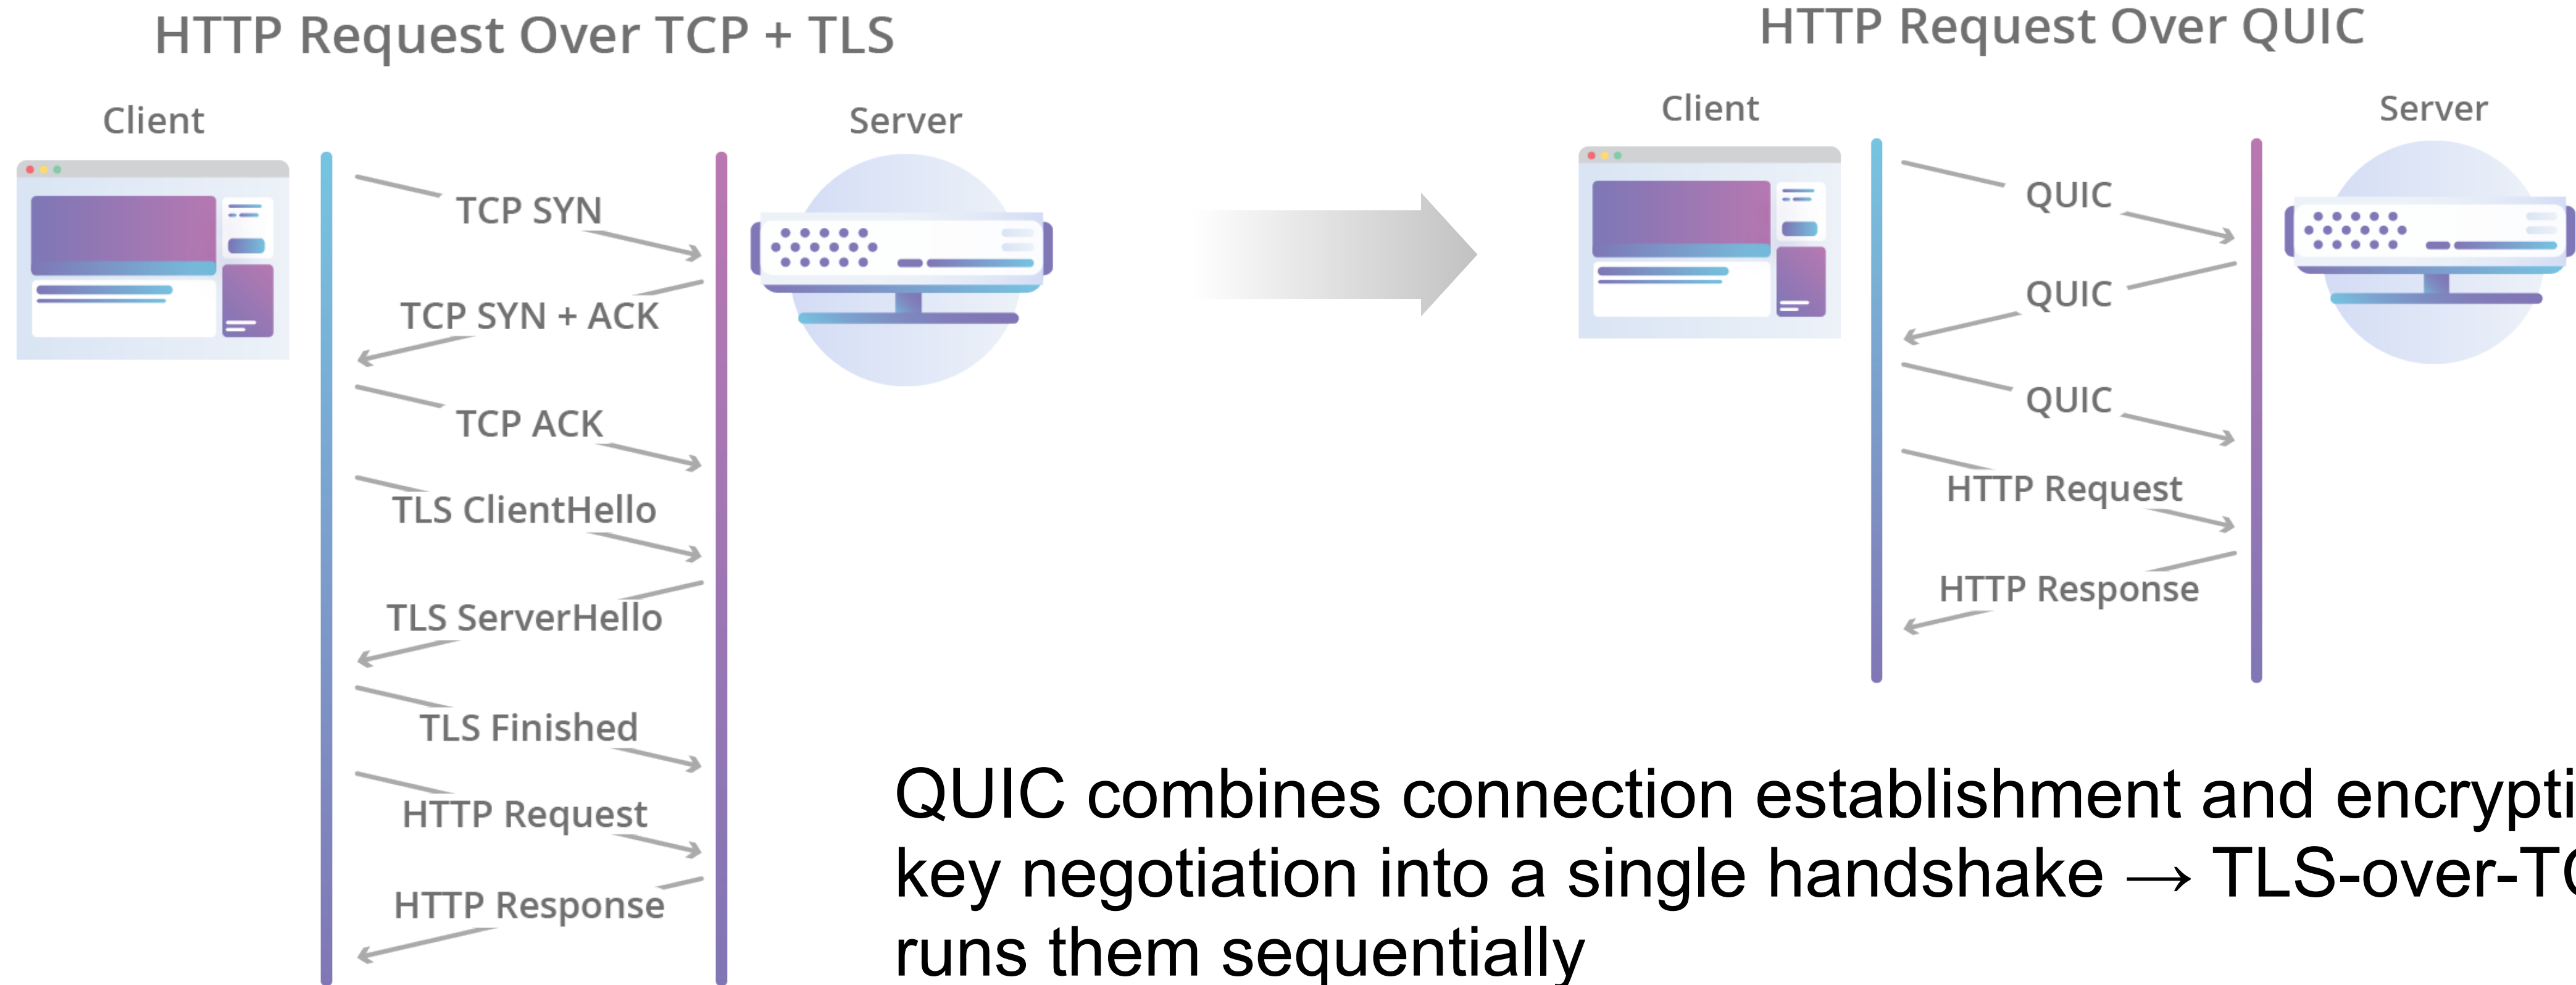 HTTP Request Over TCP + TLS
Client
Server
TCP SYN
TCP SYN + ACK
TCP ACK
TLS ClientHello
TLS ServerHello
TLS Finished
HTTP Request
HTTP Response
HTTP Request Over QUIC
Client
Server
QUIC
QUIC
QUIC
HTTP Request
HTTP Response
QUIC combines connection establishment and
key negotiation into a single handshake →
runs them sequentially